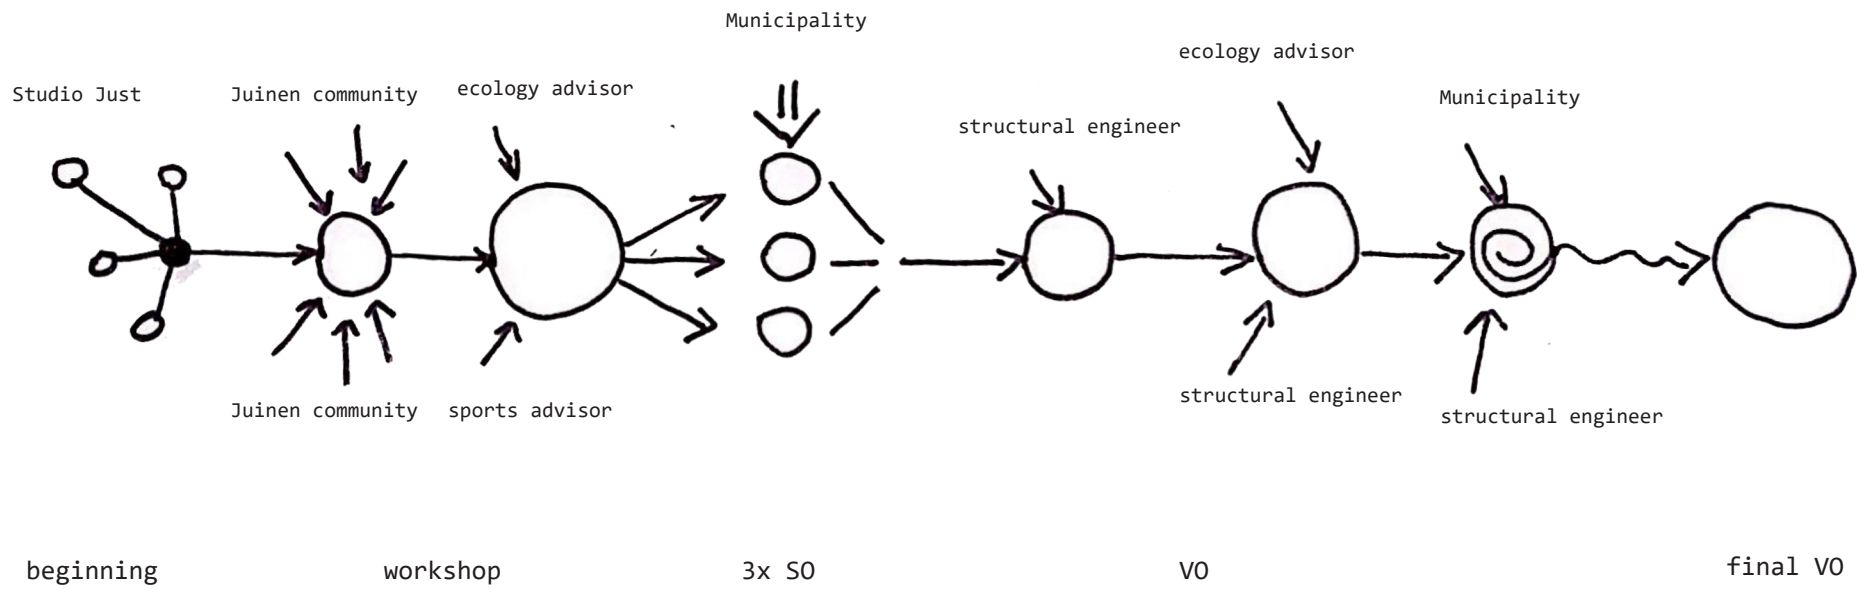 Municipality
ecology advisor
Studio Just
Juinen community
ecology advisor
Municipality
structural engineer
Juinen community
sports advisor
structural engineer
structural engineer
beginning
workshop
3x SO
VO
final VO